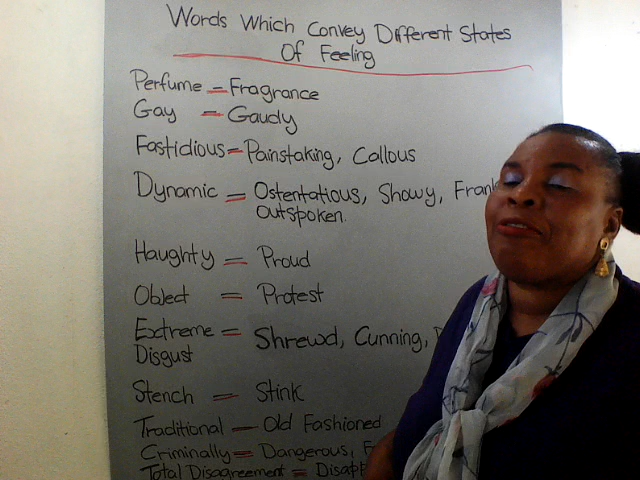 Words Which Convey Different States
Of Feeling
Perfume = Fragrance
Gay = Gaudy
Fastidious = Painstaking, Callous
Dynamic = Ostentatious, Showy, Frank
outspoken.
Haughty = Proud
Object = Protest
Extreme = Shrewd, Cunning,
Disgust
Stench = Stink
Traditional = Old Fashioned
Criminally = Dangerous,
Total Disagreement =